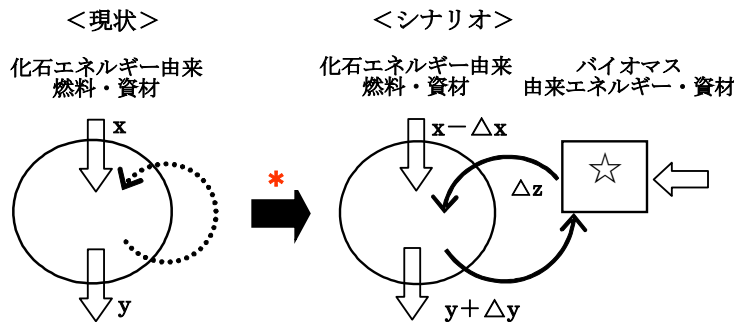 ＜現状＞
化石エネルギー由来
燃料・資材
x
y
*
＜シナリオ＞
化石エネルギー由来
燃料・資材
バイオマス
由来エネルギー・資材
x－△x
△z
☆
y＋△y